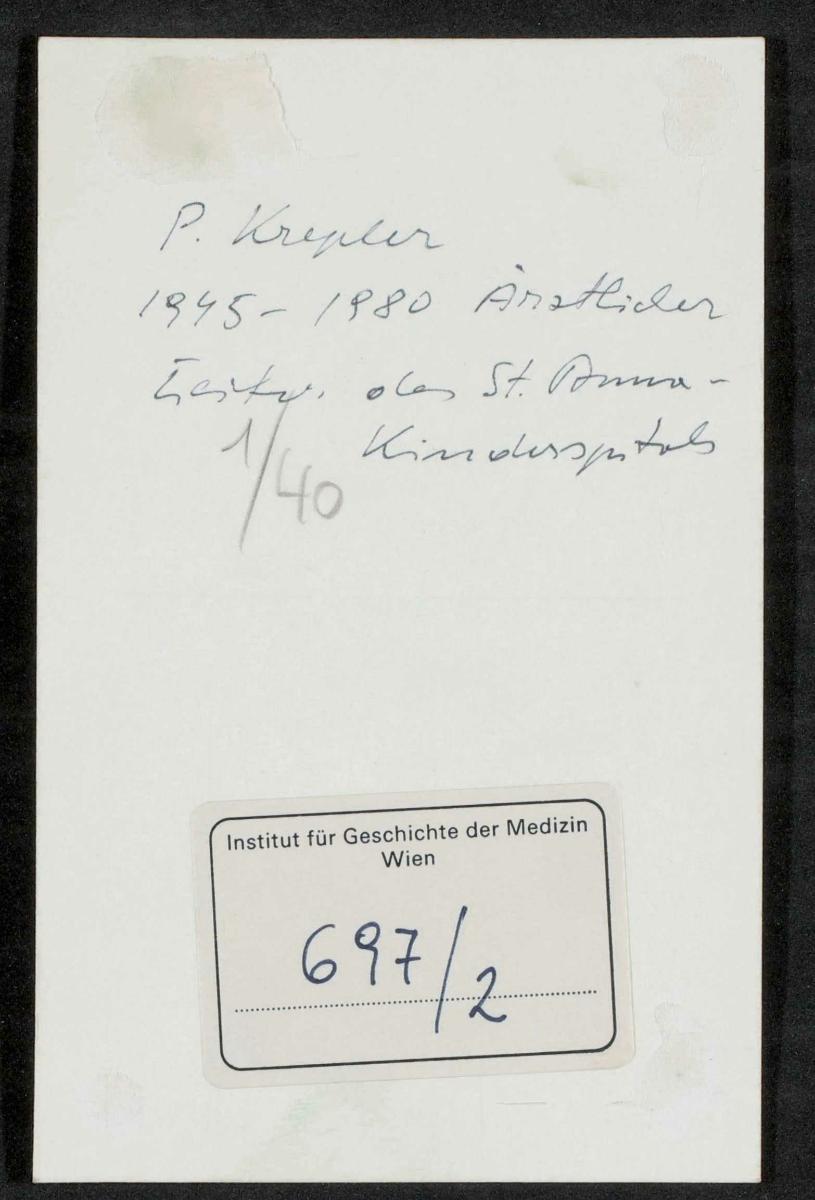 P. Krepler
1945 - 1980 Ärztlicher
Leiter des St. Anna -
Kinderspitals
1/40
Institut für Geschichte der Medizin
Wien
697/2